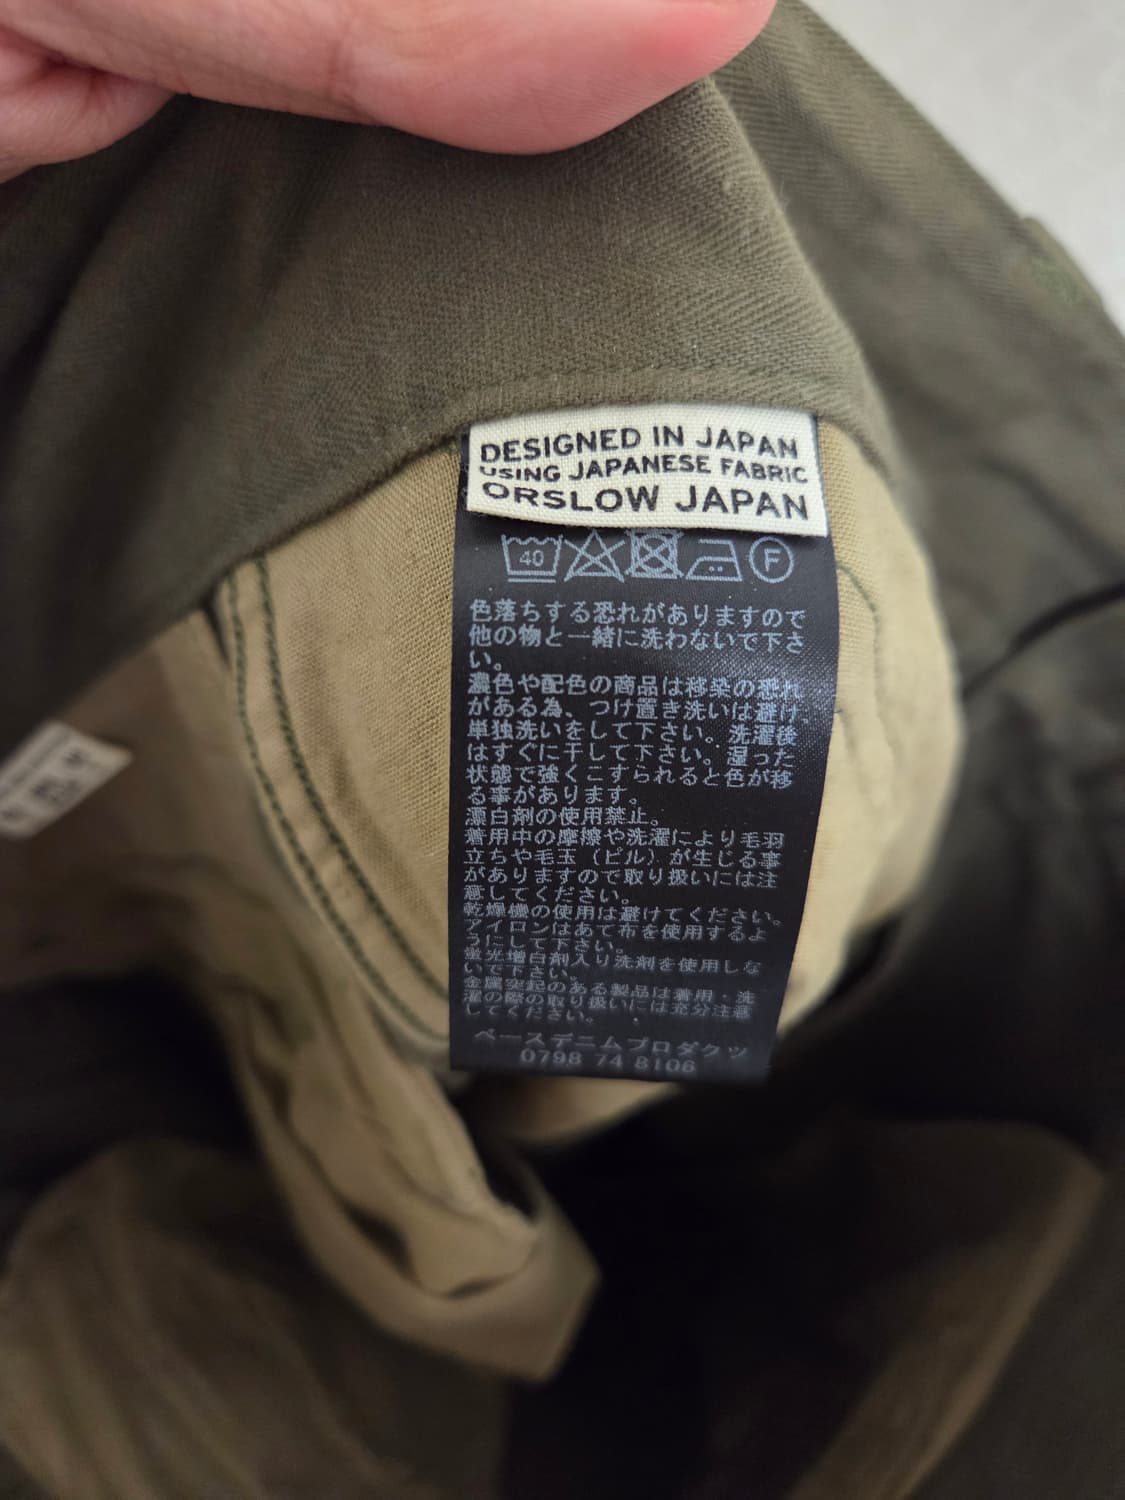 DESIGNED IN JAPAN
USING JAPANESE FABRIC
ORSLOW JAPAN
40
F
色落ちする恐れがありますので
他の物と一緒に洗わないで下さ
い。
濃色や配色の商品は移染の恐れ
がある為、つけ置き洗いは避け、
単独洗いをして下さい。洗濯後
はすぐに干して下さい。湿った
状態で強くこすられると色が移
る事があります。
漂白剤の使用禁止。
着用中の摩擦や洗濯により毛羽
立ちや毛玉（ピル）が生じる事
がありますので取り扱いには注
意してください。
乾燥機の使用は避けてください。
アイロンはあて布を使用するよ
うにして下さい。
蛍光増白剤入り洗剤を使用しな
いで下さい。
金属突起のある製品は着用・洗
濯の際の取り扱いには充分注意
してください。
ベースデニムプロダクツ
0798 74 8106